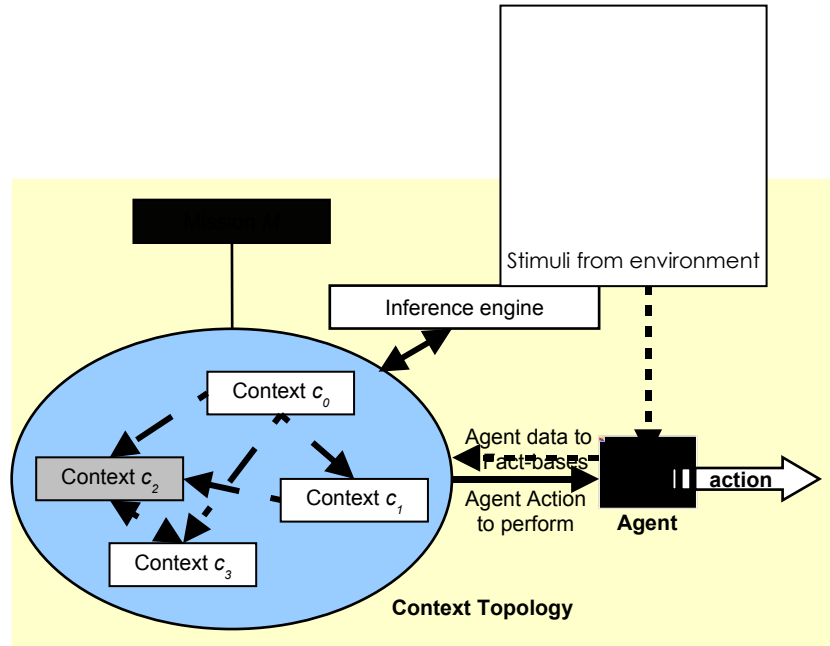 Stimuli from environment
Mission M
Inference engine
Context c0
Agent data to
Fact-bases
Context c2
Context c1
action
Agent Action
to perform
Agent
Context c3
Context Topology